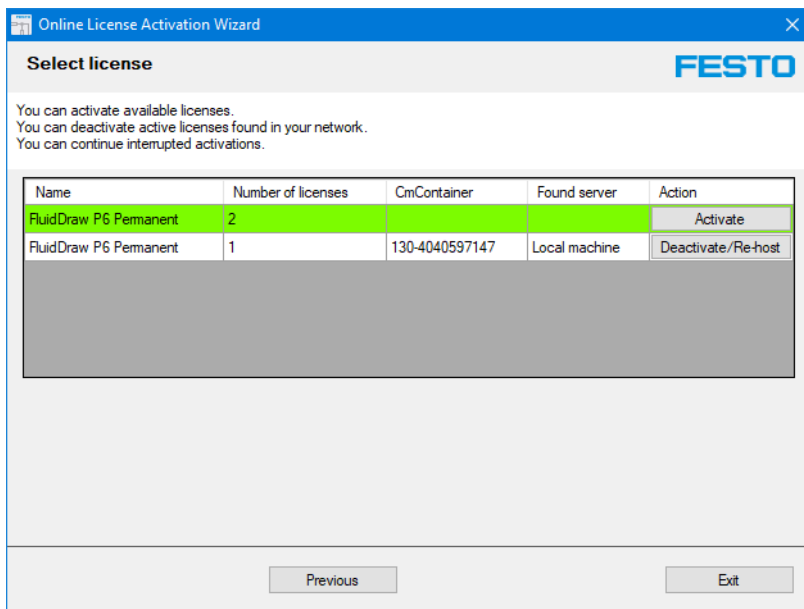 Online License Activation Wizard
Select license
FESTO
You can activate available licenses.
You can deactivate active licenses found in your network.
You can continue interrupted activations.
Name Number of licenses CmContainer Found server Action
FluidDraw P6 Permanent 2 Activate
FluidDraw P6 Permanent 1 130-4040597147 Local machine Deactivate/Re-host
Previous Exit